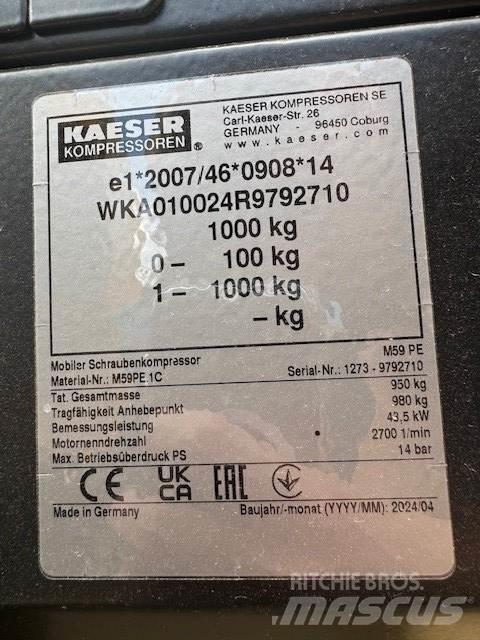 KAESER
KOMPRESSOREN ®
KAESER KOMPRESSOREN SE
Carl-Kaeser-Str. 26
GERMANY - 96450 Coburg
www.kaeser.com
e1*2007/46*0908*14
WKA010024R9792710
1000 kg
0 – 100 kg
1 – 1000 kg
– kg
Mobiler Schraubenkompressor M59 PE
Material-Nr.: M59PE.1C Serial-Nr.: 1273 - 9792710
Tat. Gesamtmasse 950 kg
Tragfähigkeit Anhebepunkt 980 kg
Bemessungsleistung 43,5 kW
Motornenndrehzahl 2700 1/min
Max. Betriebsüberdruck PS 14 bar
CE UK CA EAC
Made in Germany Baujahr/-monat (YYYY/MM): 2024/04
RITCHIE BROS.
MASCUS